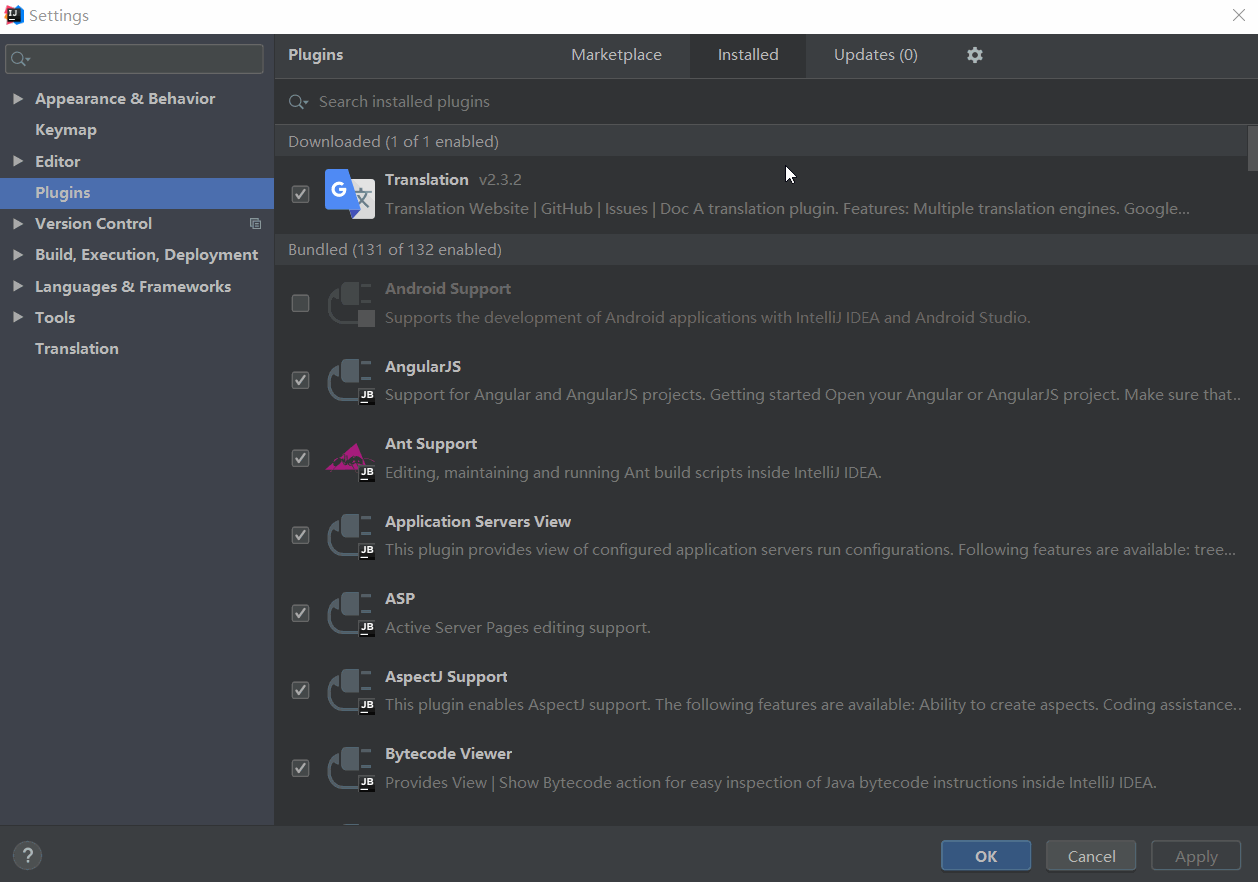 Settings
Plugins
Marketplace
Installed
Updates (0)
Appearance & Behavior
Keymap
Editor
Plugins
Version Control
Build, Execution, Deployment
Languages & Frameworks
Tools
Translation
Search installed plugins
Downloaded (1 of 1 enabled)
G 文
Translation v2.3.2
Translation Website | GitHub | Issues | Doc A translation plugin. Features: Multiple translation engines. Google...
Bundled (131 of 132 enabled)
Android Support
Supports the development of Android applications with IntelliJ IDEA and Android Studio.
AngularJS
JB
Support for Angular and AngularJS projects. Getting started Open your Angular or AngularJS project. Make sure that..
Ant Support
JB
Editing, maintaining and running Ant build scripts inside IntelliJ IDEA.
Application Servers View
JB
This plugin provides view of configured application servers run configurations. Following features are available: tree...
ASP
JB
Active Server Pages editing support.
AspectJ Support
JB
This plugin enables AspectJ support. The following features are available: Ability to create aspects. Coding assistance..
Bytecode Viewer
JB
Provides View | Show Bytecode action for easy inspection of Java bytecode instructions inside IntelliJ IDEA.
?
OK
Cancel
Apply